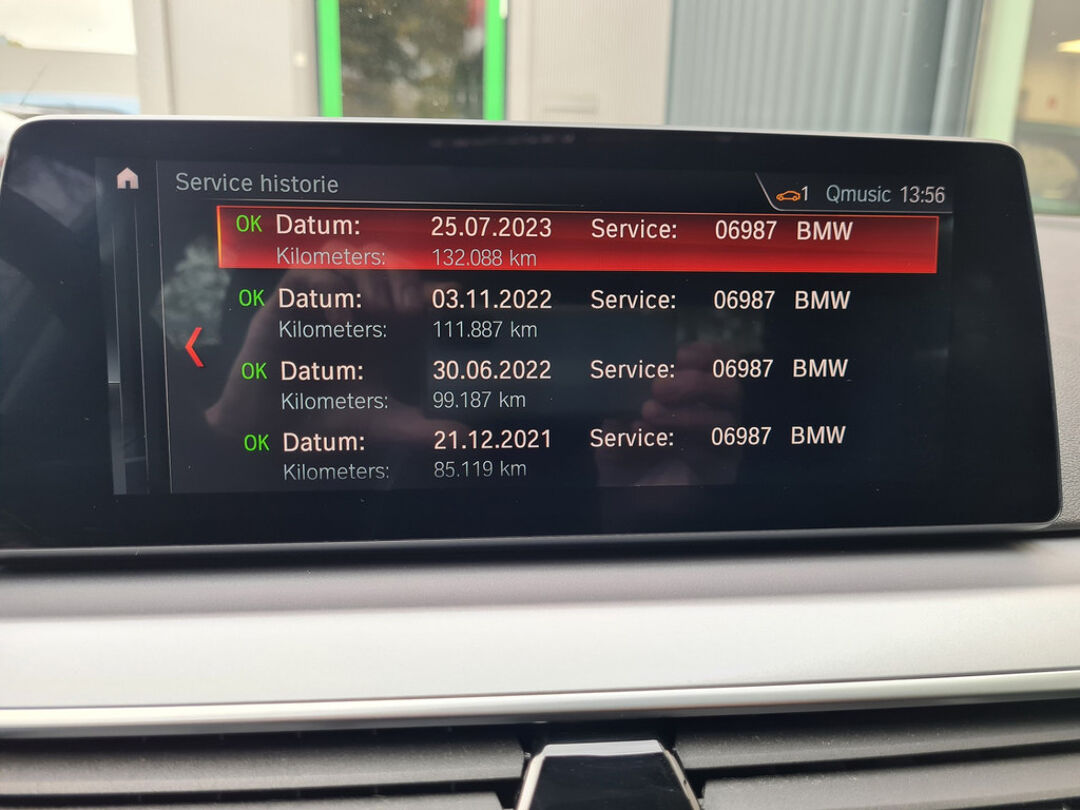 Service historie
1 Qmusic 13:56
OK Datum: 25.07.2023 Service: 06987 BMW
Kilometers: 132.088 km
OK Datum: 03.11.2022 Service: 06987 BMW
Kilometers: 111.887 km
OK Datum: 30.06.2022 Service: 06987 BMW
Kilometers: 99.187 km
OK Datum: 21.12.2021 Service: 06987 BMW
Kilometers: 85.119 km